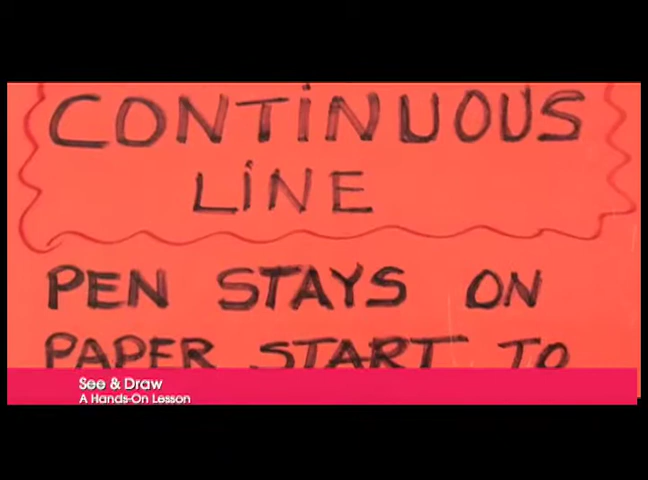 CONTiNUOUS
LiNE
PEN STAYS ON
PAPER START TO
See & Draw
A Hands-On Lesson